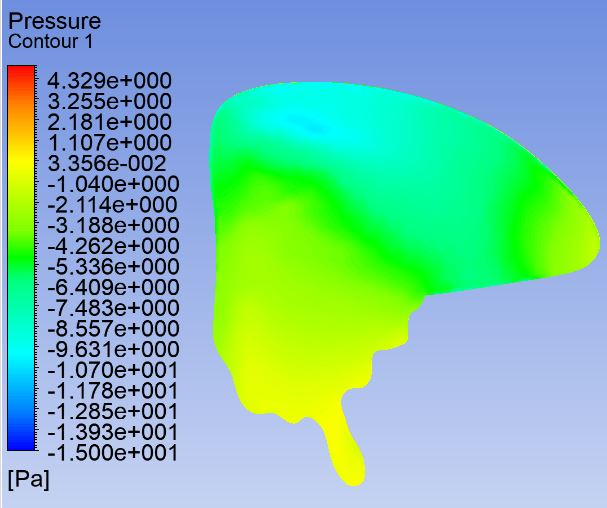 Pressure
Contour 1
4.329e+000
3.255e+000
2.181e+000
1.107e+000
3.356e-002
-1.040e+000
-2.114e+000
-3.188e+000
-4.262e+000
-5.336e+000
-6.409e+000
-7.483e+000
-8.557e+000
-9.631e+000
-1.070e+001
-1.178e+001
-1.285e+001
-1.393e+001
-1.500e+001
[Pa]